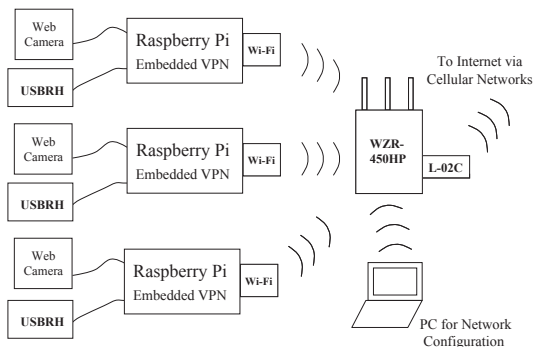 Web
Camera
USBRH
Raspberry Pi
Embedded VPN
Wi-Fi
Web
Camera
USBRH
Raspberry Pi
Embedded VPN
Wi-Fi
Web
Camera
USBRH
Raspberry Pi
Embedded VPN
Wi-Fi
WZR-
450HP
L-02C
To Internet via
Cellular Networks
PC for Network
Configuration